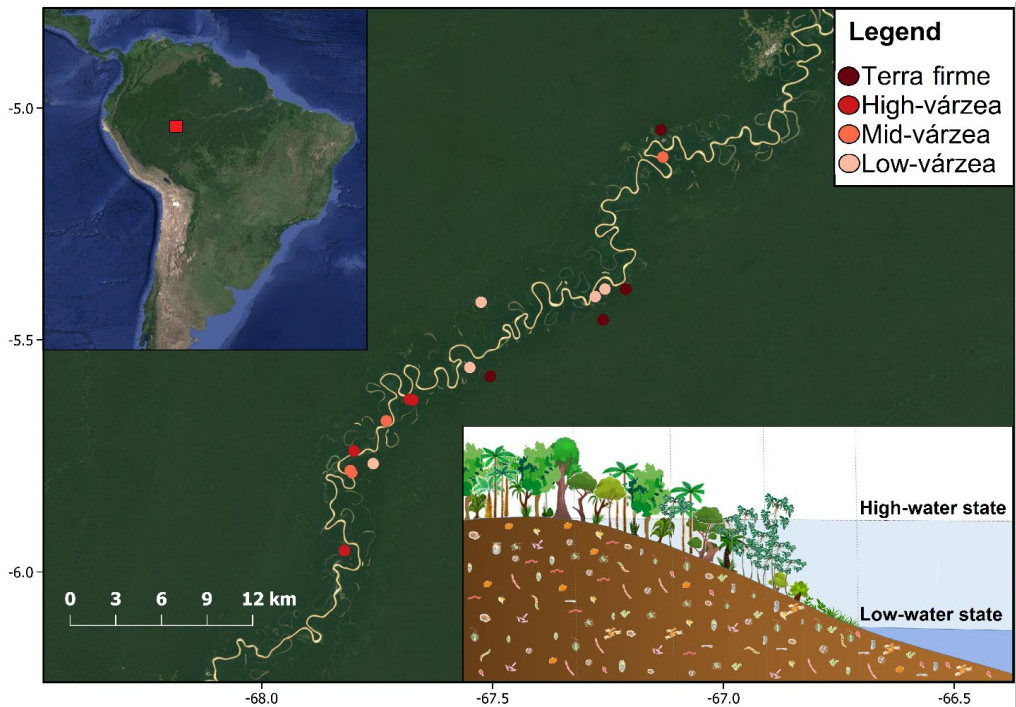 Legend
Terra firme
High-várzea
Mid-várzea
Low-várzea
-5.0
-5.5
-6.0
0 3 6 9 12 km
High-water state
Low-water state
-68.0 -67.5 -67.0 -66.5